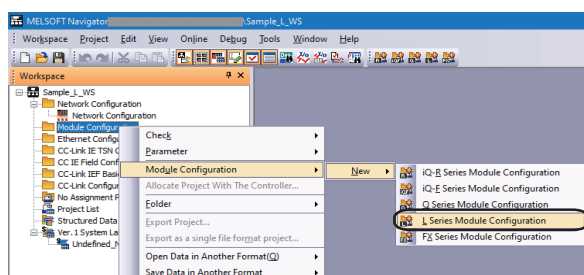 MELSOFT Navigator \Sample_L_WS
Workspace Project Edit View Online Debug Tools Window Help
Workspace
Sample_L_WS
Network Configuration
Network Configuration
Module Configur
Ethernet Configu
CC-Link IE TSN C
CC IE Field Conf
CC-Link IEF Basi
CC-Link Configur
No Assignment P
Project List
Structured Data
Ver.1 System La
Undefined_N
Check
Parameter
Module Configuration
Allocate Project With The Controller...
Folder
Export Project...
Export as a single file format project...
Open Data in Another Format(Q)
Save Data in Another Format
New
iQ-R Series Module Configuration
iQ-F Series Module Configuration
Q Series Module Configuration
L Series Module Configuration
FX Series Module Configuration